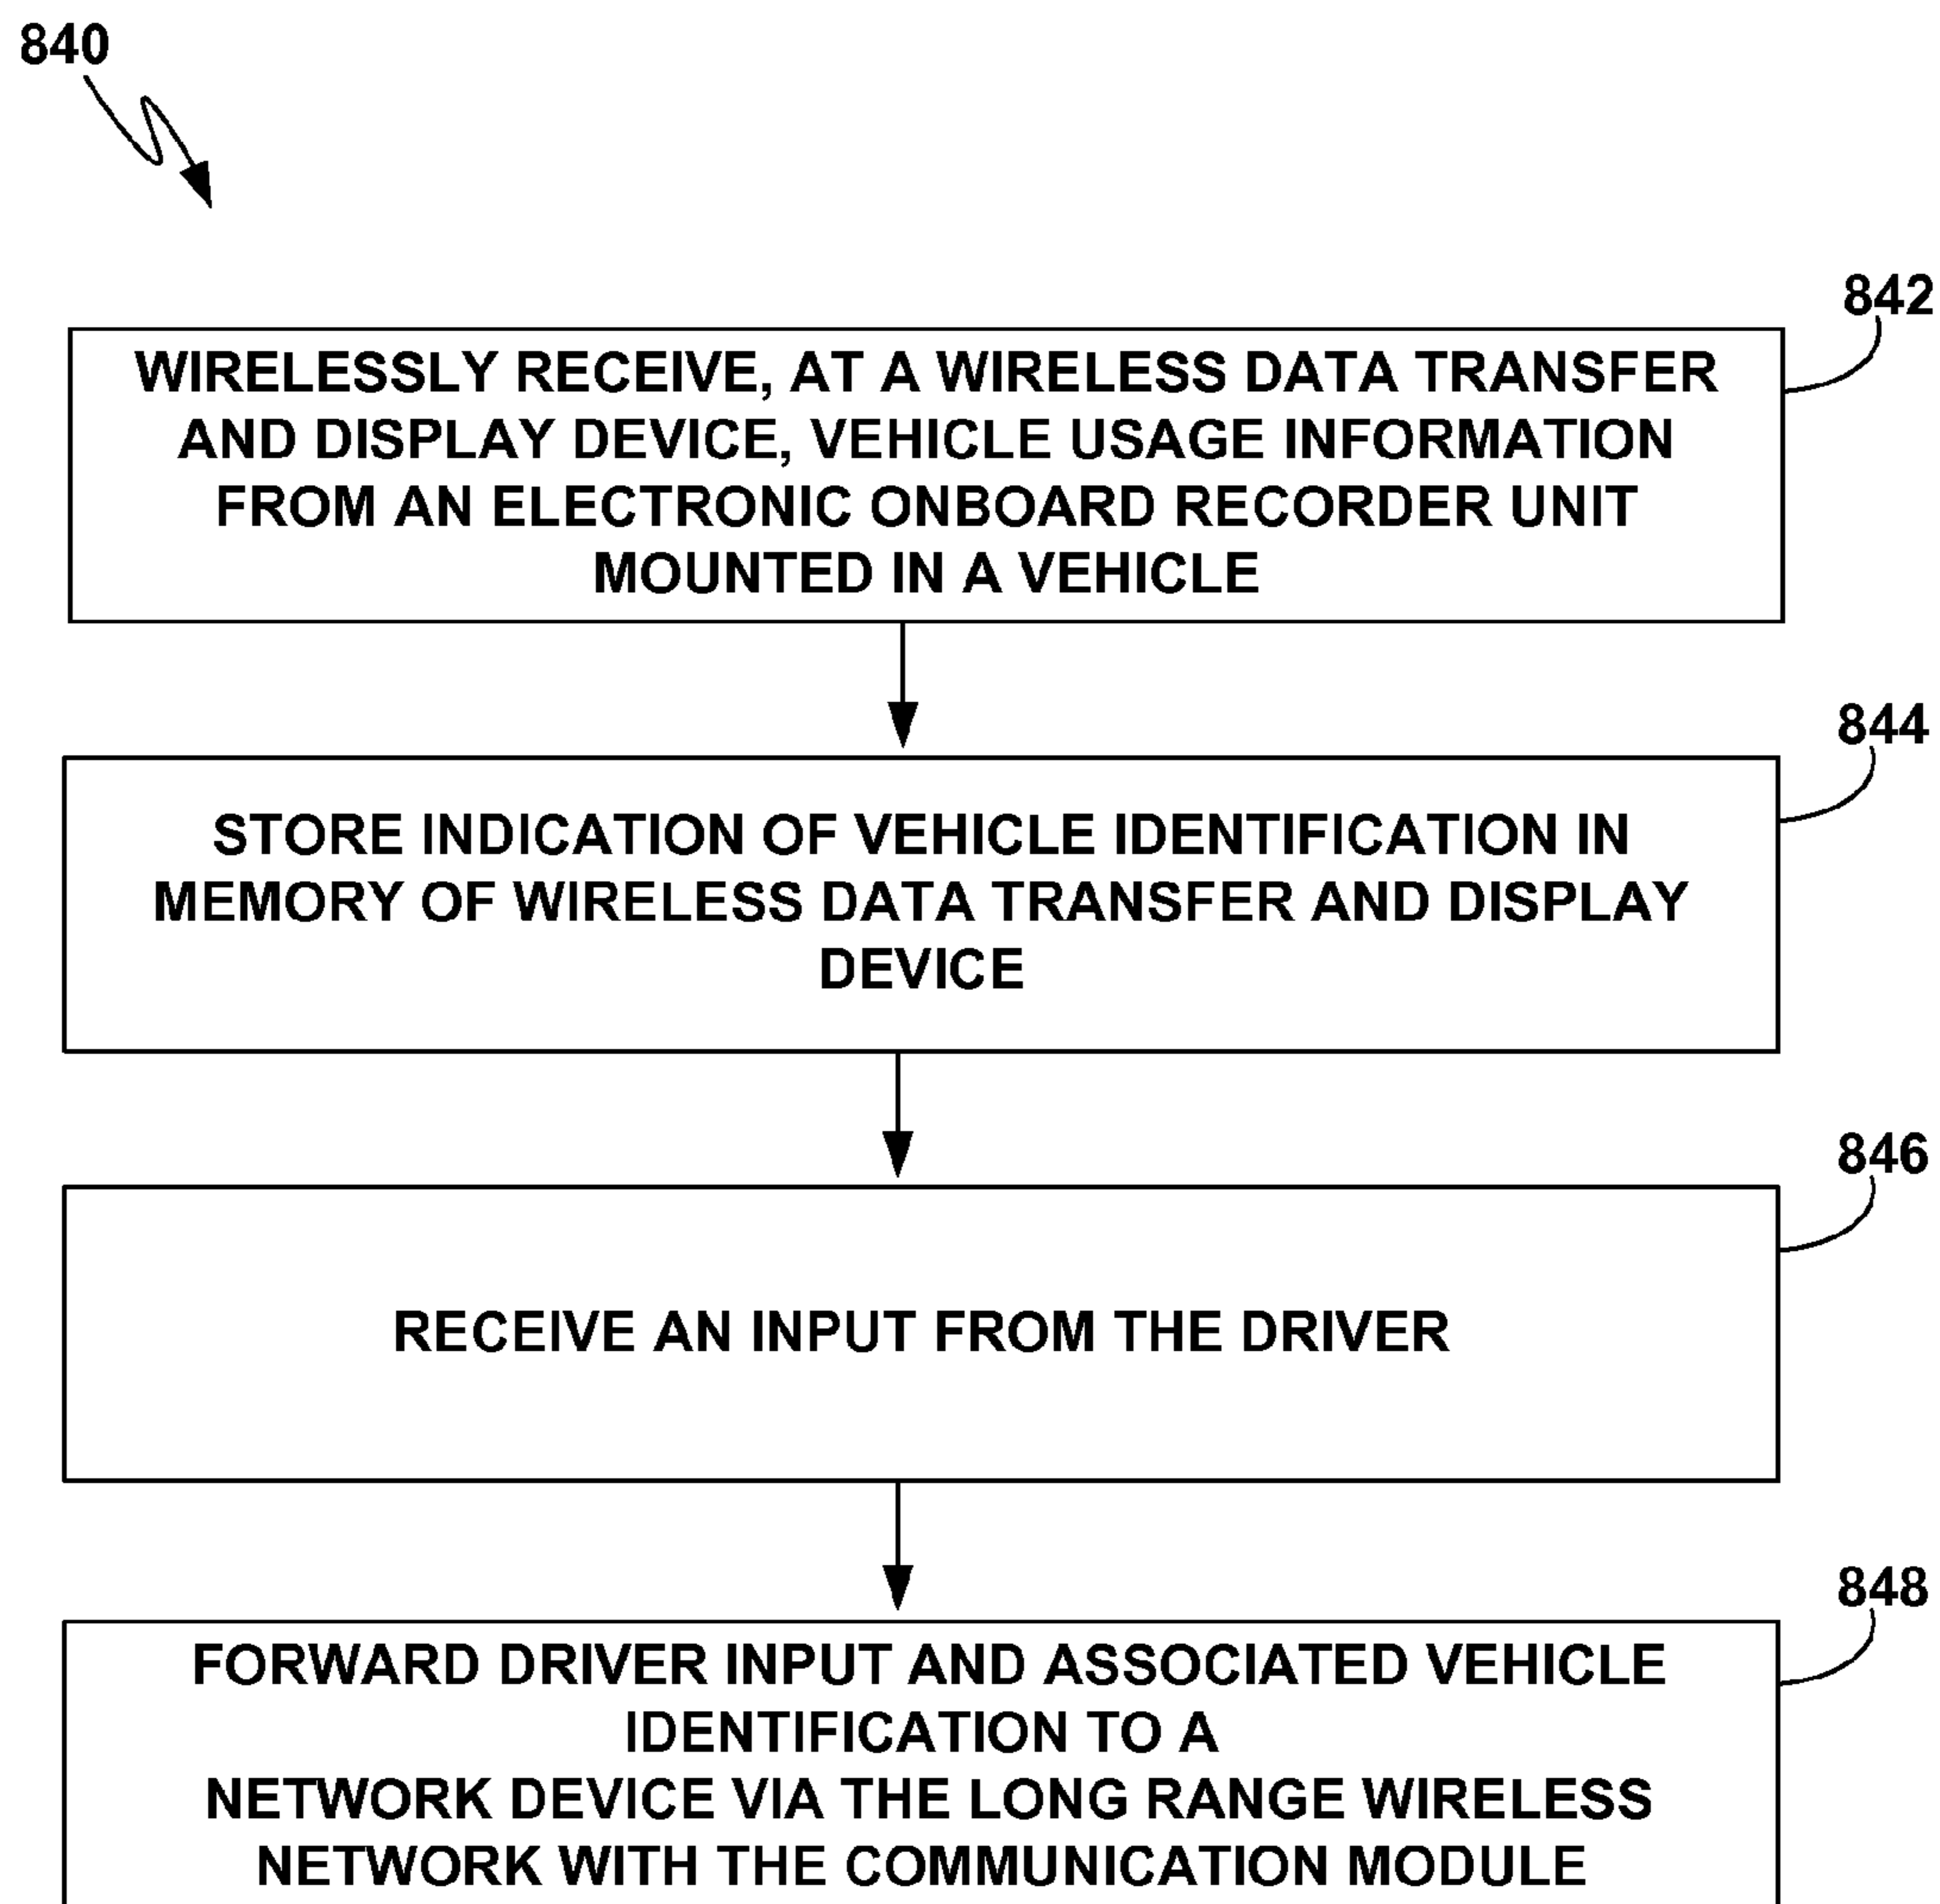 840
842
WIRELESSLY RECEIVE, AT A WIRELESS DATA TRANSFER
AND DISPLAY DEVICE, VEHICLE USAGE INFORMATION
FROM AN ELECTRONIC ONBOARD RECORDER UNIT
MOUNTED IN A VEHICLE
844
STORE INDICATION OF VEHICLE IDENTIFICATION IN
MEMORY OF WIRELESS DATA TRANSFER AND DISPLAY
DEVICE
846
RECEIVE AN INPUT FROM THE DRIVER
848
FORWARD DRIVER INPUT AND ASSOCIATED VEHICLE
IDENTIFICATION TO A
NETWORK DEVICE VIA THE LONG RANGE WIRELESS
NETWORK WITH THE COMMUNICATION MODULE